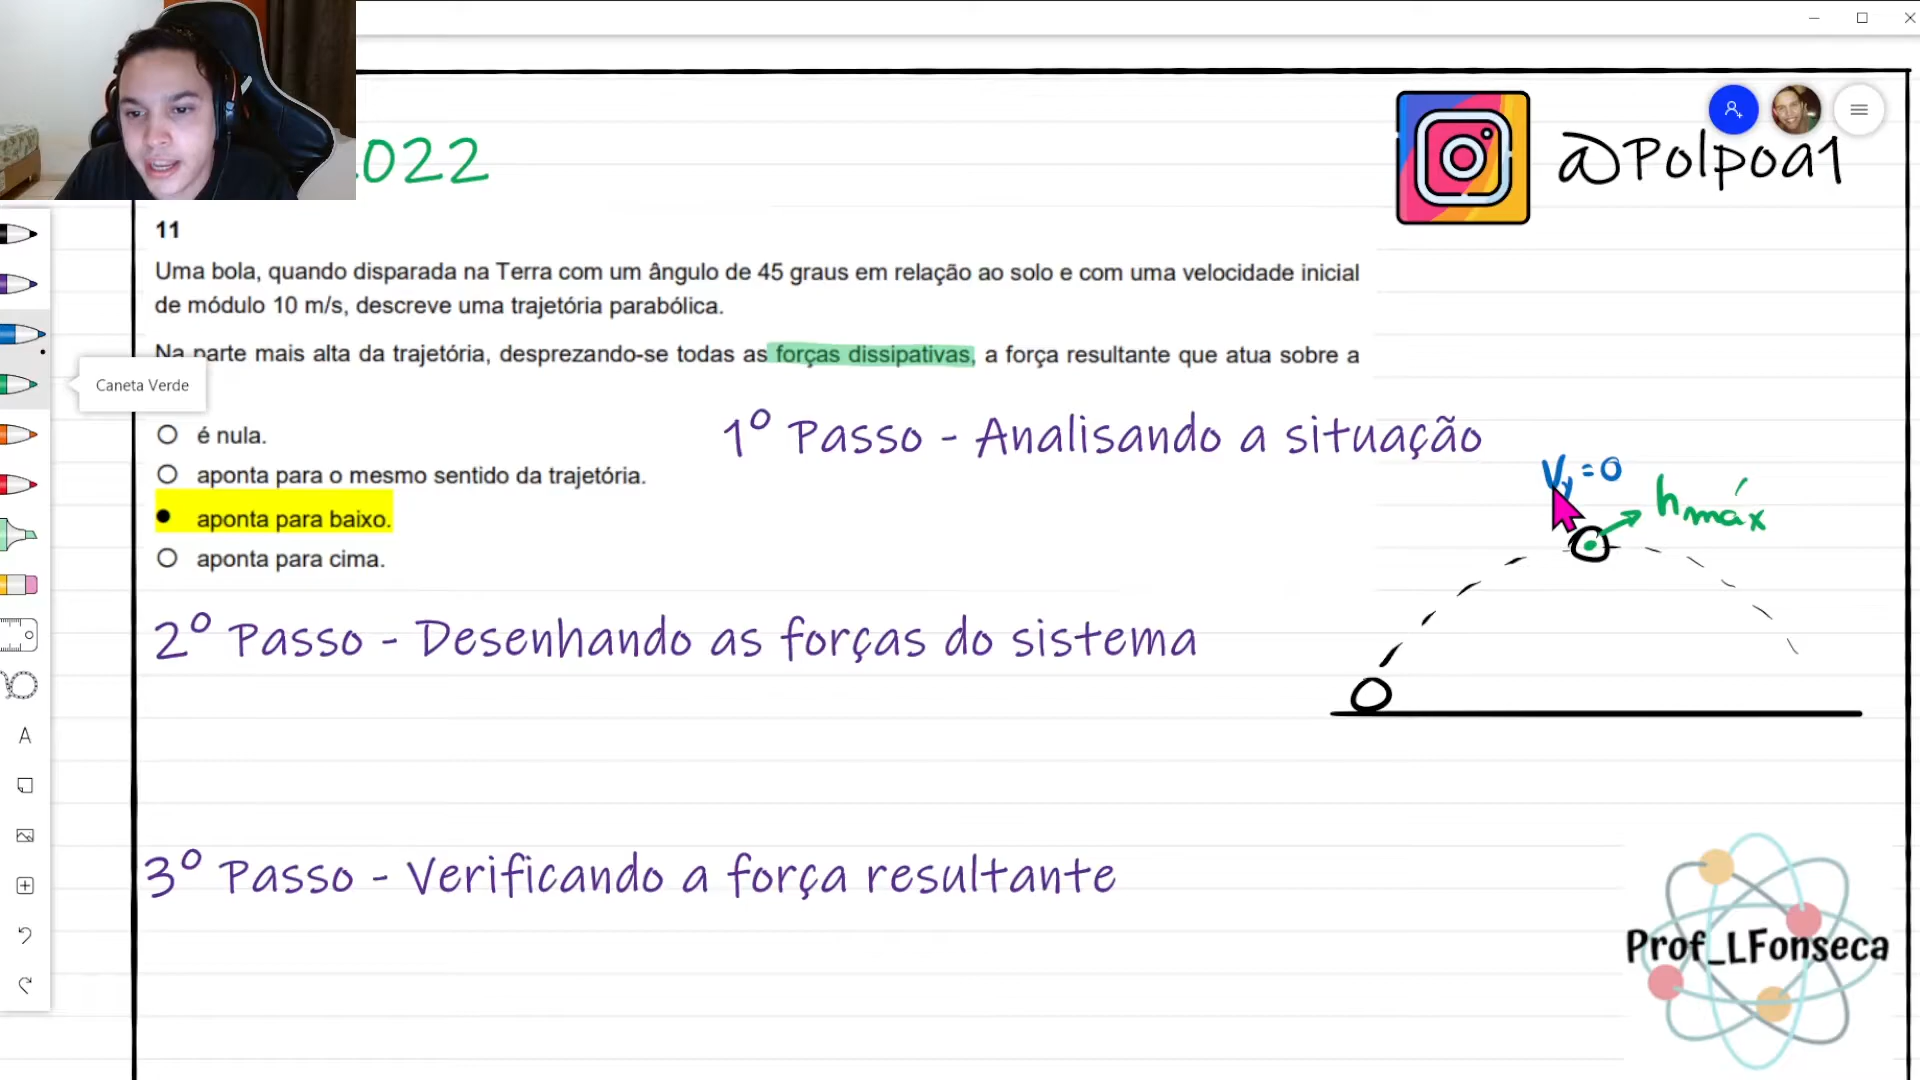 022
@Polpoa1
11
Uma bola, quando disparada na Terra com um ângulo de 45 graus em relação ao solo e com uma velocidade inicial
de módulo 10 m/s, descreve uma trajetória parabólica.
Na parte mais alta da trajetória, desprezando-se todas as forças dissipativas, a força resultante que atua sobre a
Caneta Verde
é nula.
1º Passo - Analisando a situação
aponta para o mesmo sentido da trajetória.
Vy = 0
hmáx
aponta para baixo.
aponta para cima.
2º Passo - Desenhando as forças do sistema
3º Passo - Verificando a força resultante
Prof_LFonseca